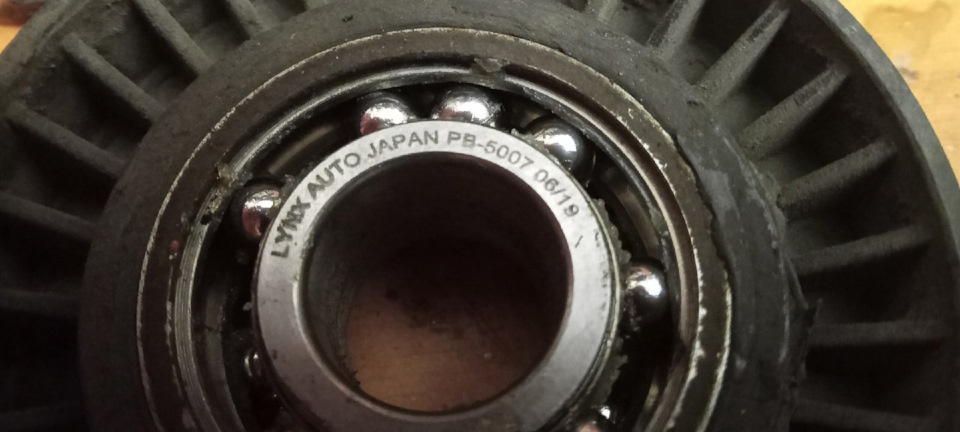 LYNX AUTO JAPAN PB-5007 06/19